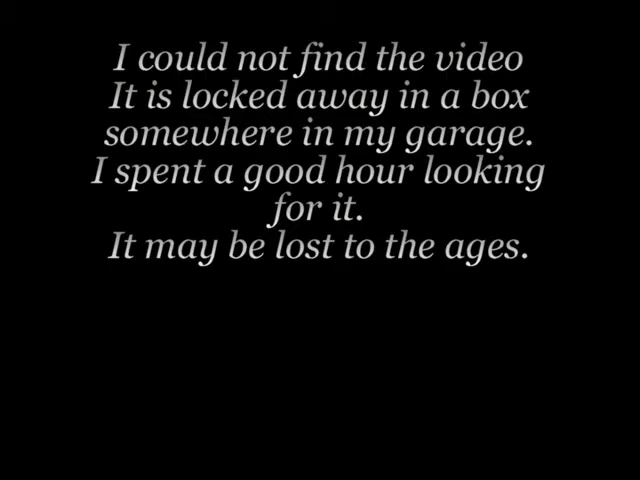 I could not find the video
It is locked away in a box
somewhere in my garage.
I spent a good hour looking
for it.
It may be lost to the ages.